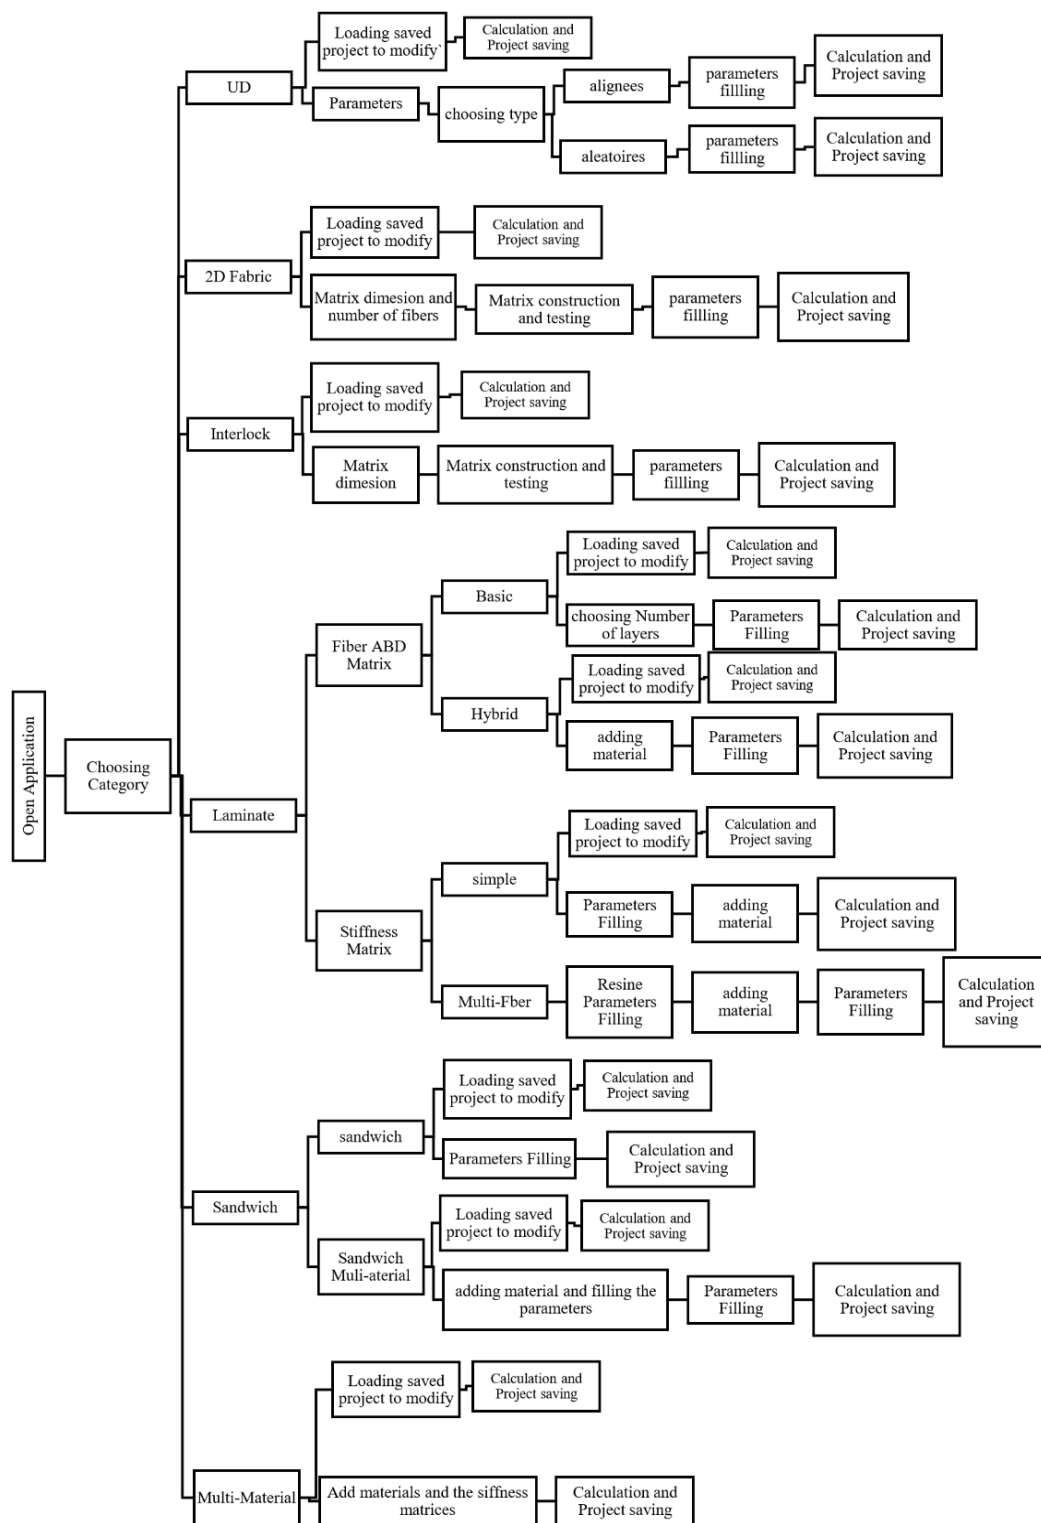 Open Application
Choosing
Category
UD
Loading saved
project to modify`
Calculation and
Project saving
Parameters
choosing type
alignees
parameters
fillling
Calculation and
Project saving
aleatoires
parameters
fillling
Calculation and
Project saving
2D Fabric
Loading saved
project to modify
Calculation and
Project saving
Matrix dimesion and
number of fibers
Matrix construction
and testing
parameters
fillling
Calculation and
Project saving
Interlock
Loading saved
project to modify
Calculation and
Project saving
Matrix
dimesion
Matrix construction and
testing
parameters
fillling
Calculation and
Project saving
Laminate
Fiber ABD
Matrix
Basic
Loading saved
project to modify
Calculation and
Project saving
choosing Number
of layers
Parameters
Filling
Calculation and
Project saving
Hybrid
Loading saved
project to modify
Calculation and
Project saving
adding
material
Parameters
Filling
Calculation and
Project saving
Stiffness
Matrix
simple
Loading saved
project to modify
Calculation and
Project saving
Parameters
Filling
adding
material
Calculation and
Project saving
Multi-Fber
Resine
Parameters
Filling
adding
material
Parameters
Filling
Calculation
and Project
saving
Sandwich
sandwich
Loading saved
project to modify
Calculation and
Project saving
Parameters Filling
Calculation and
Project saving
Sandwich
Muli-aterial
Loading saved
project to modify
Calculation and
Project saving
adding material and filling the
parameters
Parameters
Filling
Calculation and
Project saving
Multi-Material
Loading saved
project to modify
Calculation and
Project saving
Add materials and the siffness
matrices
Calculation and
Project saving